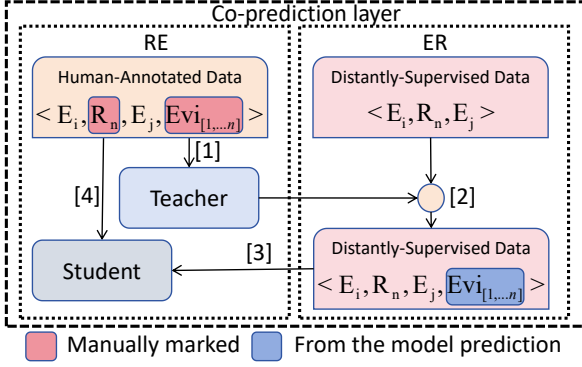 Co-prediction layer
RE
ER
Human-Annotated Data
< E_i, R_n, E_j, Evi_[1,...n] >
Distantly-Supervised Data
< E_i, R_n, E_j >
[1]
[4]
Teacher
[2]
[3]
Student
Distantly-Supervised Data
< E_i, R_n, E_j, Evi_[1,...n] >
Manually marked
From the model prediction